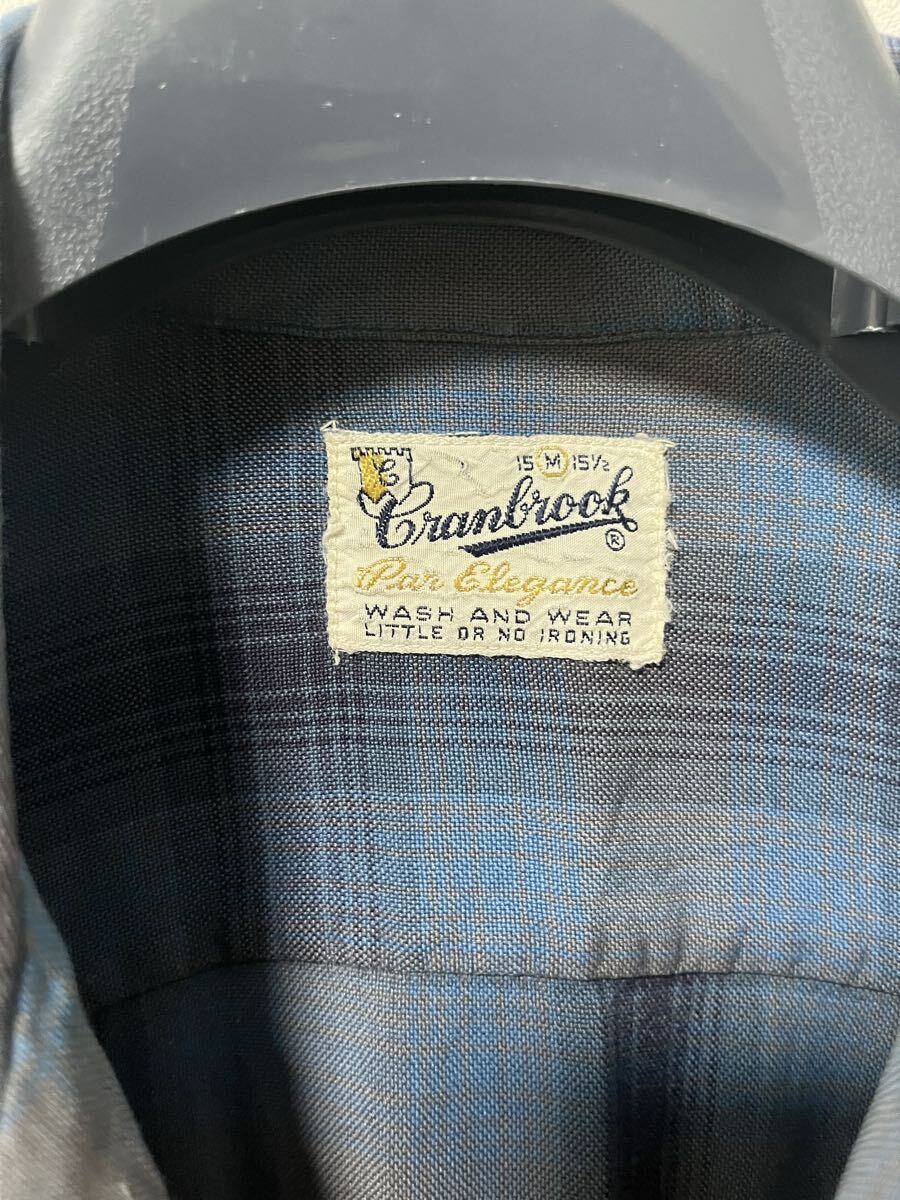 C
15 M 15½
Cranbrook ®
Par Elegance
WASH AND WEAR
LITTLE OR NO IRONING